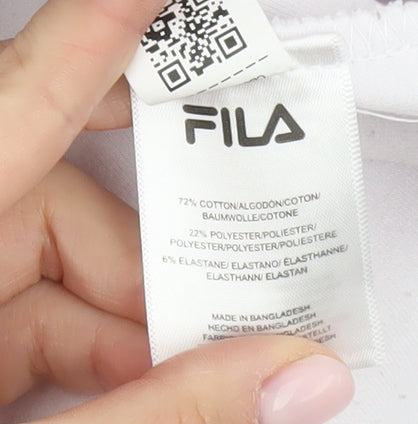 FILA
72% COTTON/ALGODÓN/COTON/
BAUMWOLLE/COTONE
22% POLYESTER/POLIESTER/
POLYESTER/POLYESTER/POLIESTERE
6% ELASTANE/ ELASTANO/ ÉLASTHANNE/
ELASTHANN/ ELASTAN
MADE IN BANGLADESH
HECHO EN BANGLADESH